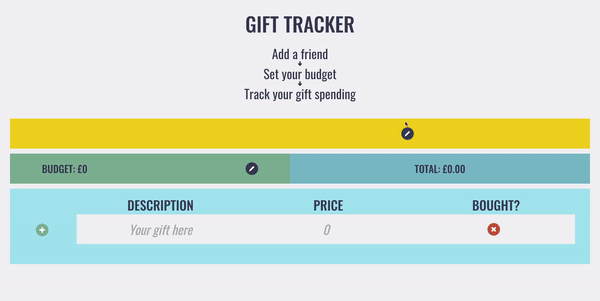 GIFT TRACKER
Add a friend
Set your budget
Track your gift spending
BUDGET: £0 TOTAL: £0.00
DESCRIPTION PRICE BOUGHT?
Your gift here 0